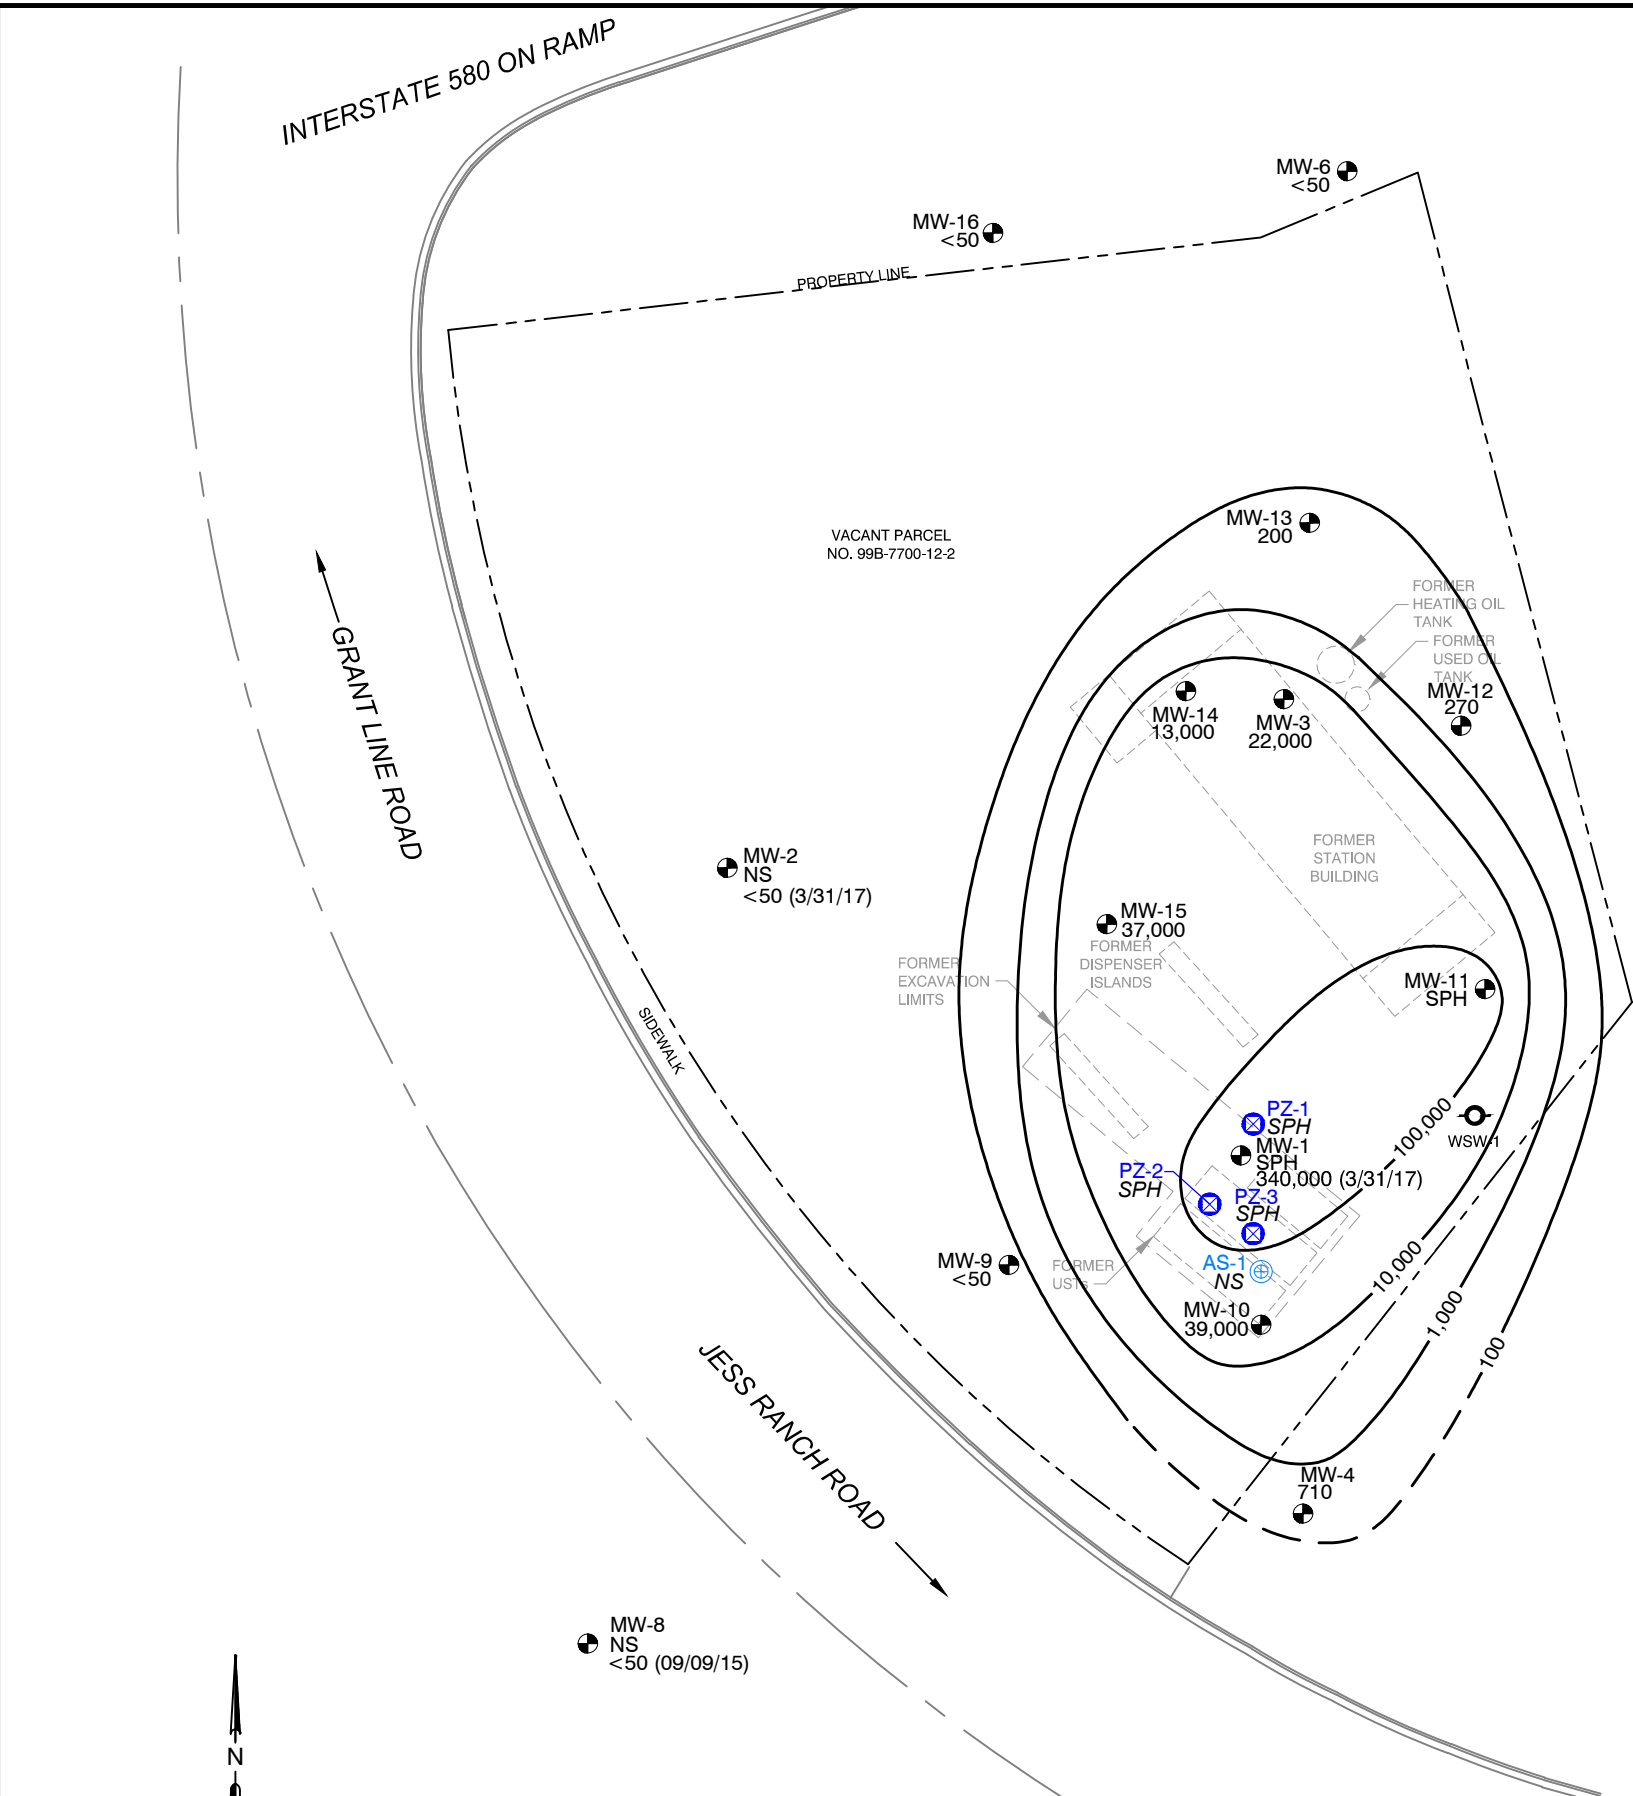 INTERSTATE 580 ON RAMP
MW-6
<50
MW-16
<50
PROPERTY LINE
MW-13
200
VACANT PARCEL
NO. 99B-7700-12-2
FORMER
HEATING OIL
TANK
FORMER
USED OIL
TANK
MW-12
270
MW-14
13,000
MW-3
22,000
GRANT LINE ROAD
FORMER
STATION
BUILDING
MW-2
NS
<50 (3/31/17)
MW-15
37,000
FORMER
DISPENSER
ISLANDS
FORMER
EXCAVATION
LIMITS
MW-11
SPH
SIDEWALK
PZ-1
SPH
MW-1
SPH
340,000 (3/31/17)
100,000
WSW-1
PZ-2
SPH
PZ-3
SPH
MW-9
<50
FORMER
USTs
AS-1
NS
10,000
1,000
100
MW-10
39,000
JESS RANCH ROAD
MW-4
710
MW-8
NS
<50 (09/09/15)
N